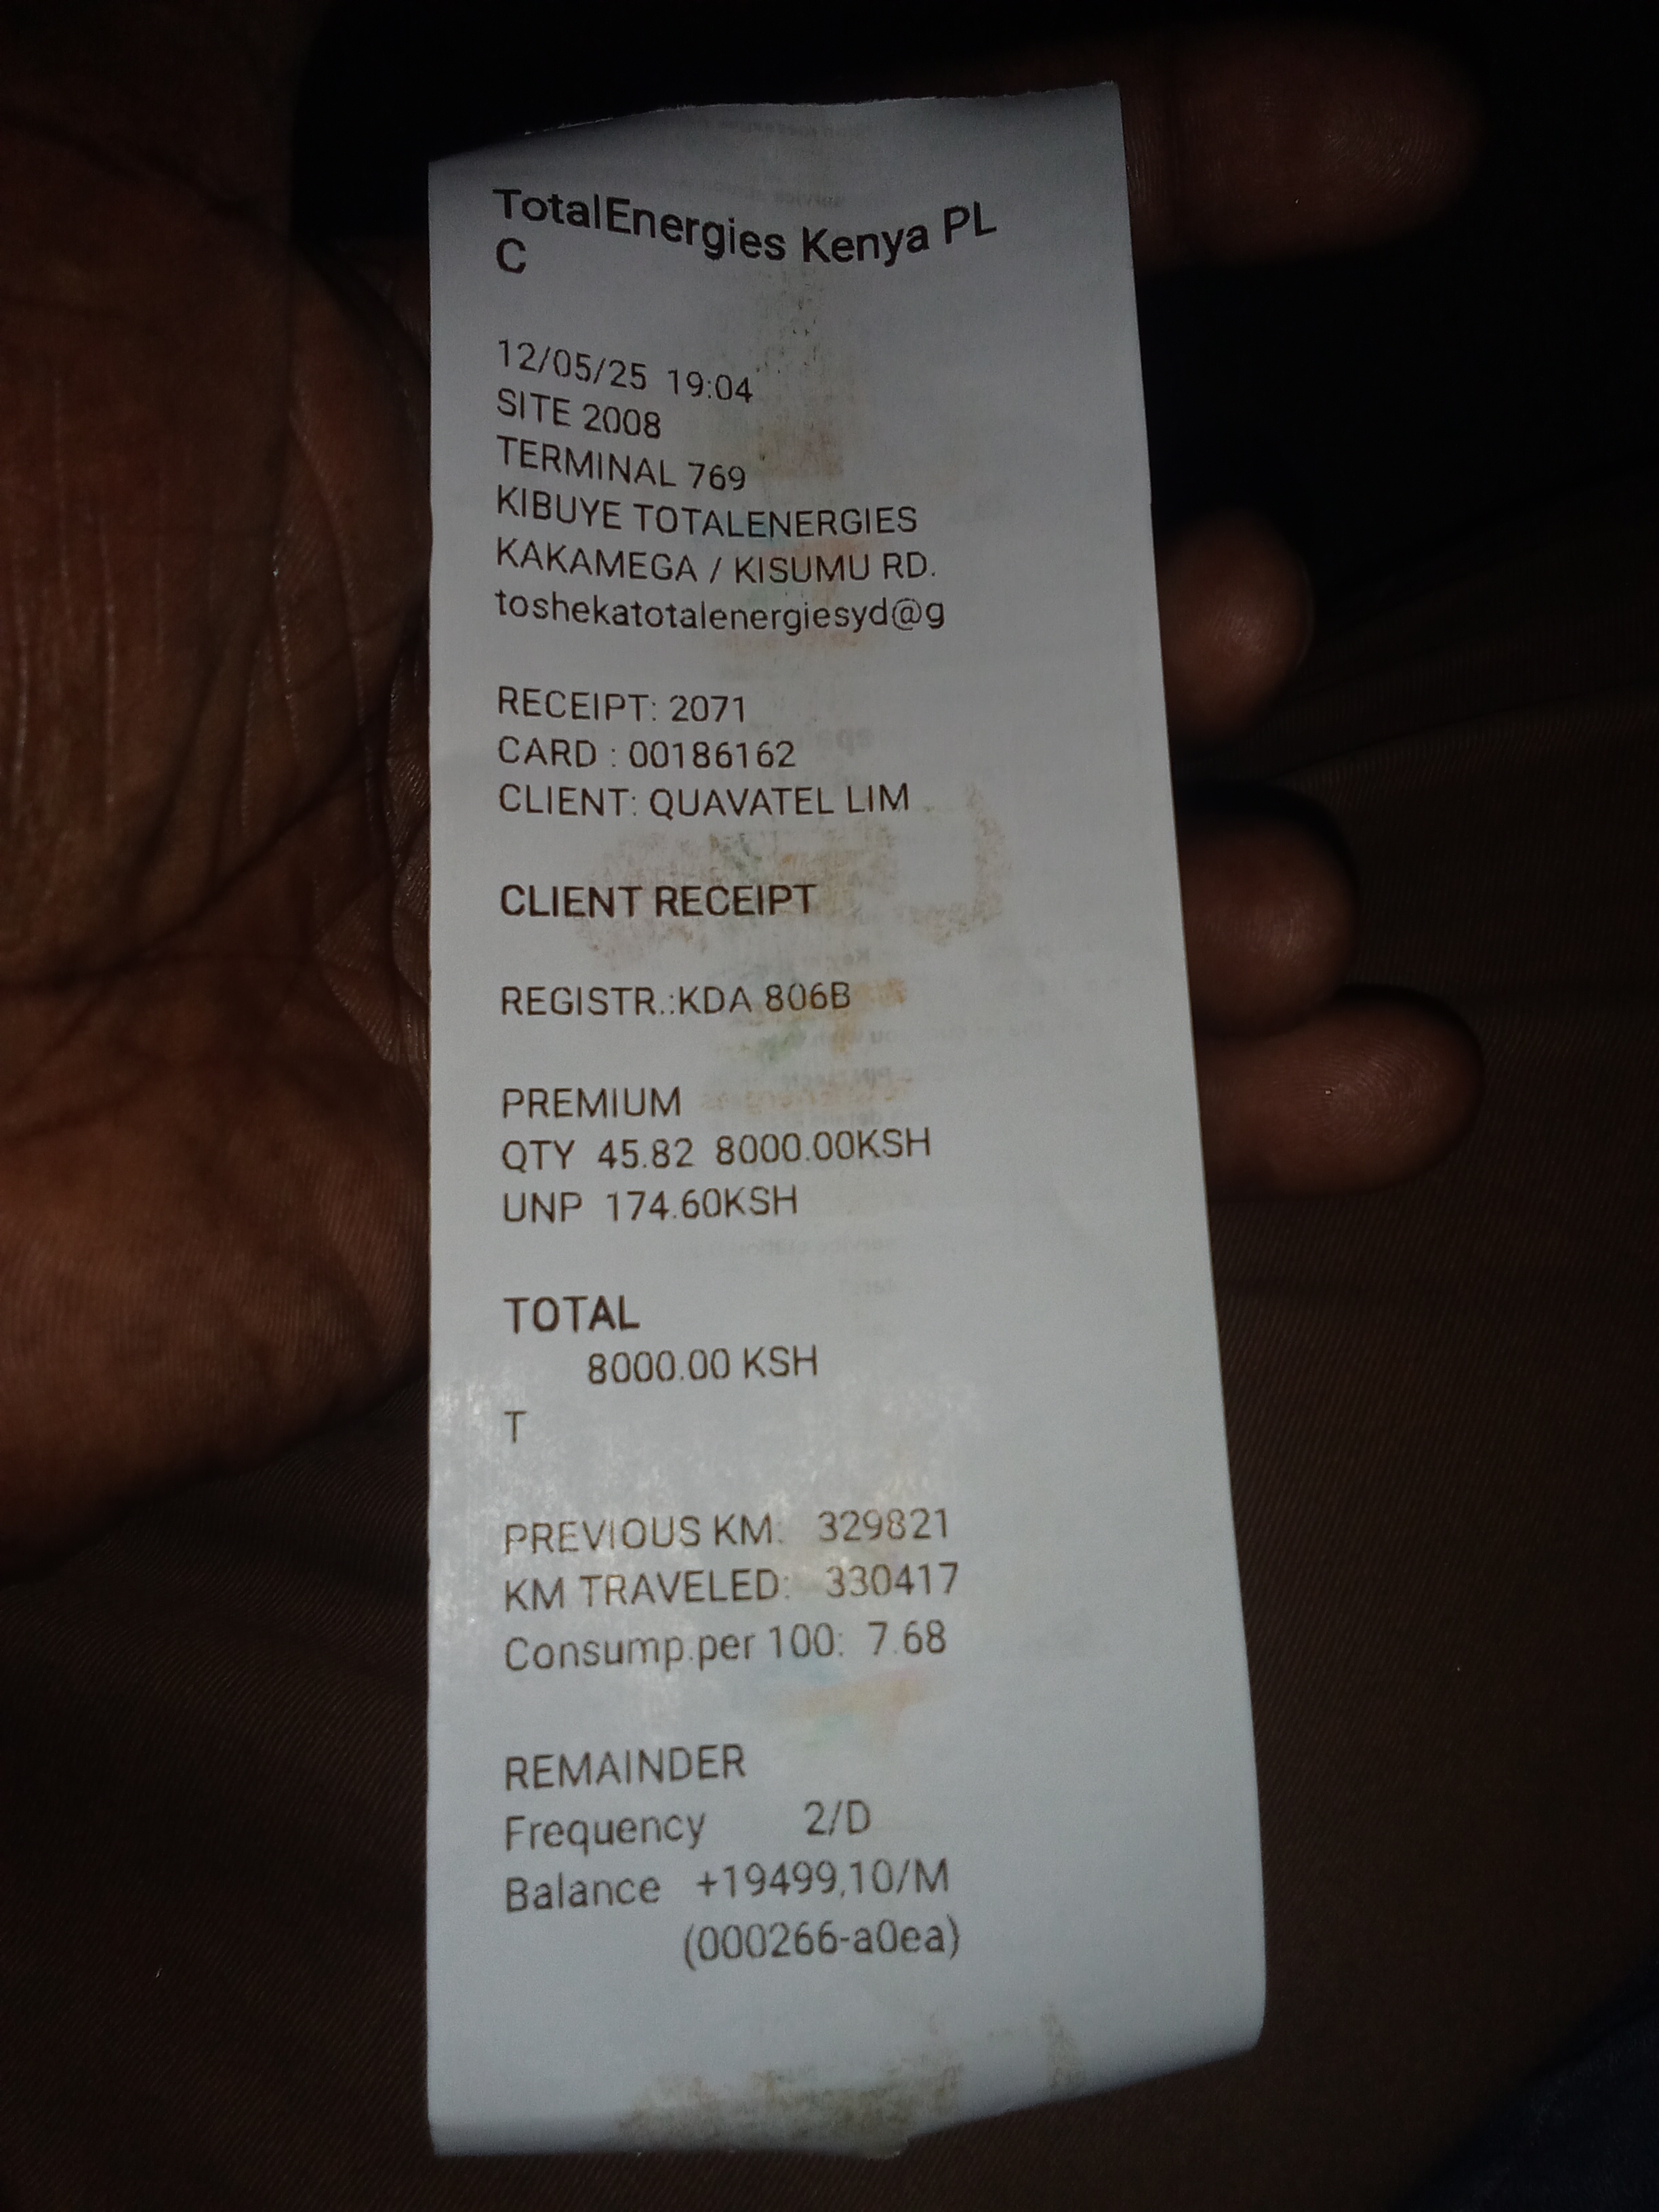 TotalEnergies Kenya PL
C
12/05/25 19:04
SITE 2008
TERMINAL 769
KIBUYE TOTALENERGIES
KAKAMEGA / KISUMU RD.
toshekatotalenergiesyd@g
RECEIPT: 2071
CARD : 00186162
CLIENT: QUAVATEL LIM
CLIENT RECEIPT
REGISTR.:KDA 806B
PREMIUM
QTY 45.82 8000.00KSH
UNP 174.60KSH
TOTAL
8000.00 KSH
T
PREVIOUS KM: 329821
KM TRAVELED: 330417
Consump.per 100: 7.68
REMAINDER
Frequency 2/D
Balance +19499,10/M
(000266-a0ea)